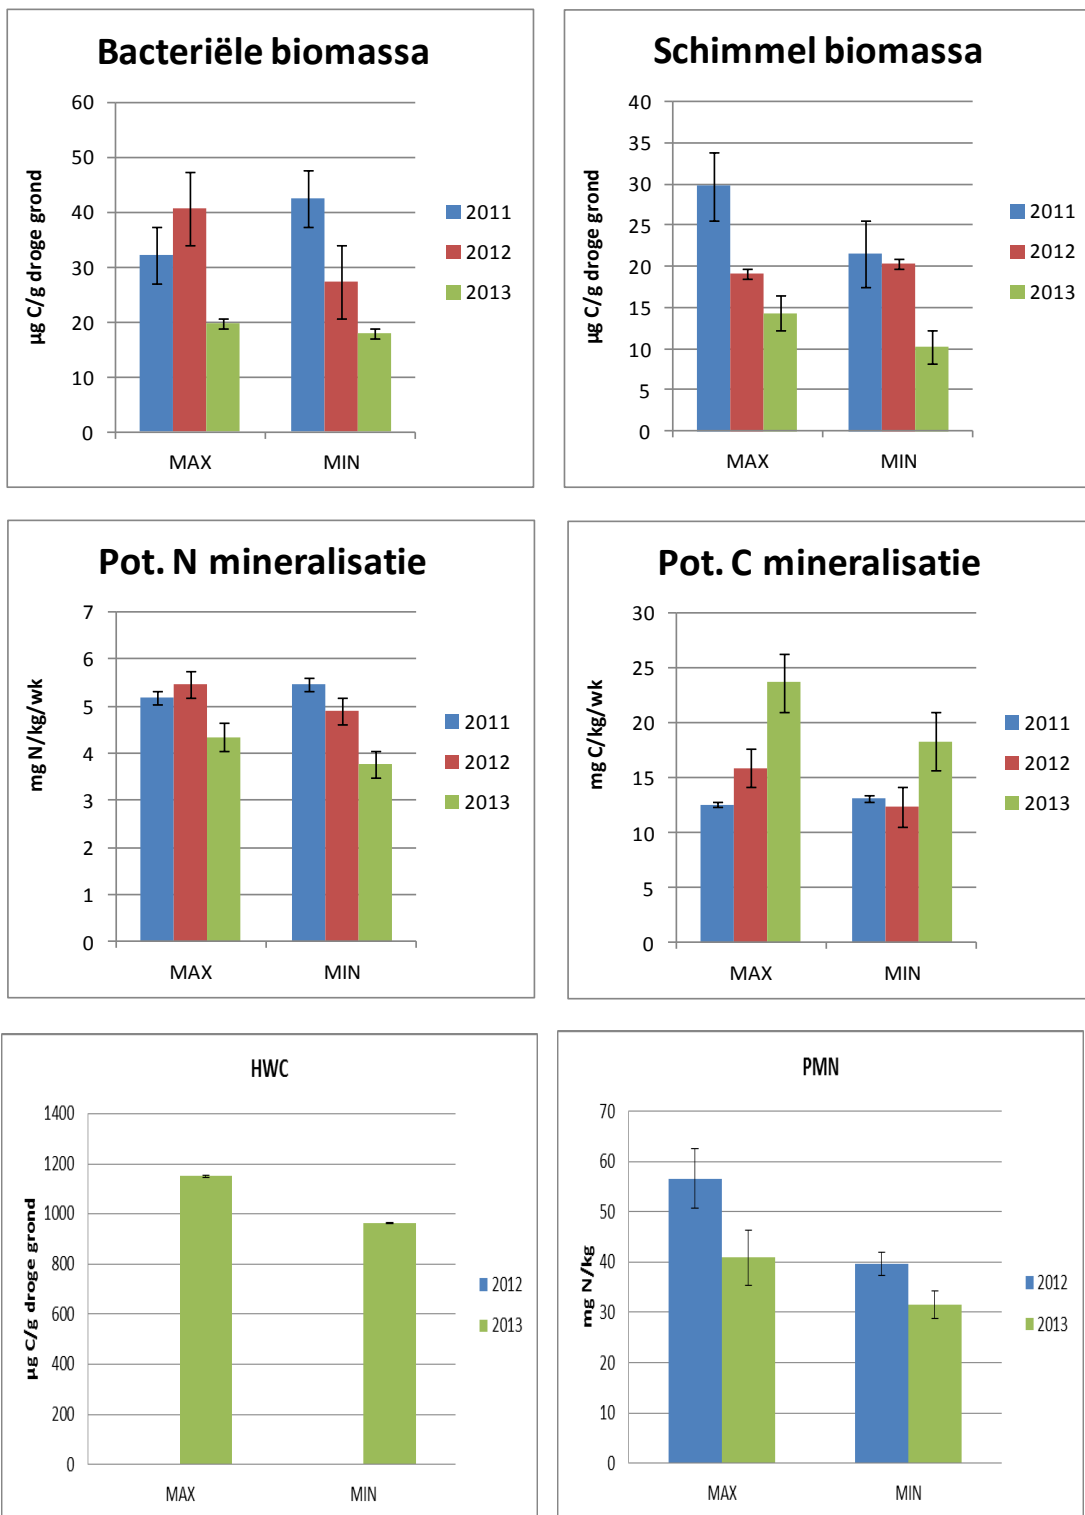 Bacteriële biomassa
µg C/g droge grond
60
50
40
30
20
10
0
MAX
MIN
2011
2012
2013
Schimmel biomassa
µg C/g droge grond
40
35
30
25
20
15
10
5
0
MAX
MIN
2011
2012
2013
Pot. N mineralisatie
mg N/kg/wk
7
6
5
4
3
2
1
0
MAX
MIN
2011
2012
2013
Pot. C mineralisatie
mg C/kg/wk
30
25
20
15
10
5
0
MAX
MIN
2011
2012
2013
HWC
µg C/g droge grond
1400
1200
1000
800
600
400
200
0
MAX
MIN
2012
2013
PMN
mg N/kg
70
60
50
40
30
20
10
0
MAX
MIN
2012
2013